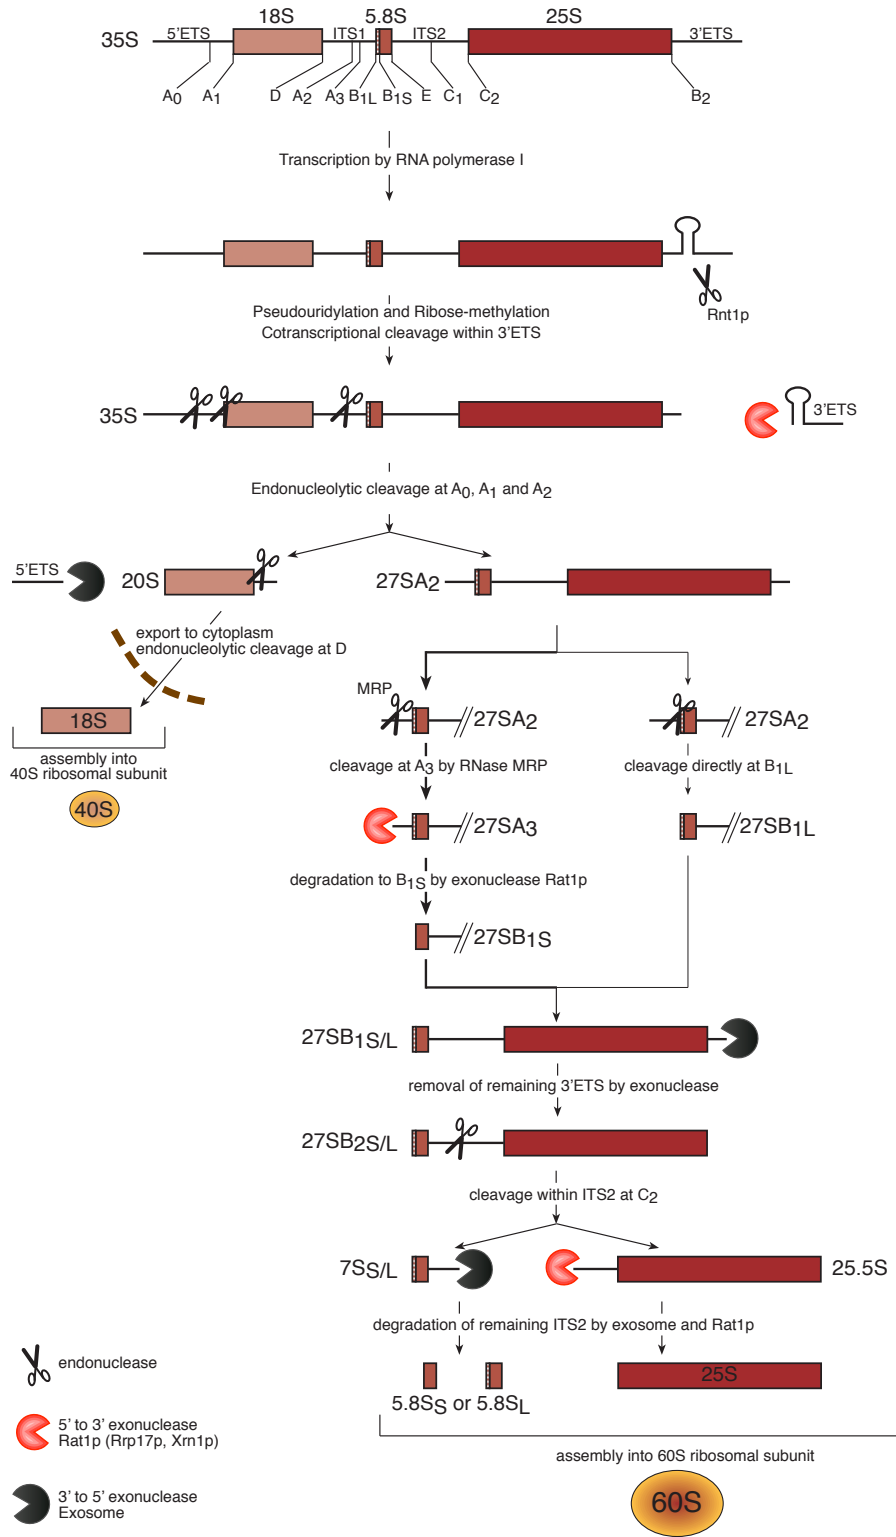 18S 5.8S 25S
35S 5'ETS ITS1 ITS2 3'ETS
A0 A1 D A2 A3 B1L B1S E C1 C2 B2
Transcription by RNA polymerase I
Rnt1p
Pseudouridylation and Ribose-methylation
Cotranscriptional cleavage within 3'ETS
35S 3'ETS
Endonucleolytic cleavage at A0, A1 and A2
5'ETS 20S 27SA2
export to cytoplasm
endonucleolytic cleavage at D
MRP
18S 27SA2 27SA2
assembly into
40S ribosomal subunit
cleavage at A3 by RNase MRP cleavage directly at B1L
40S 27SA3 27SB1L
degradation to B1S by exonuclease Rat1p
27SB1S
27SB1S/L
removal of remaining 3'ETS by exonuclease
27SB2S/L
cleavage within ITS2 at C2
7SS/L 25.5S
degradation of remaining ITS2 by exosome and Rat1p
25S
5.8SS or 5.8SL
assembly into 60S ribosomal subunit
60S
endonuclease
5' to 3' exonuclease
Rat1p (Rrp17p, Xrn1p)
3' to 5' exonuclease
Exosome